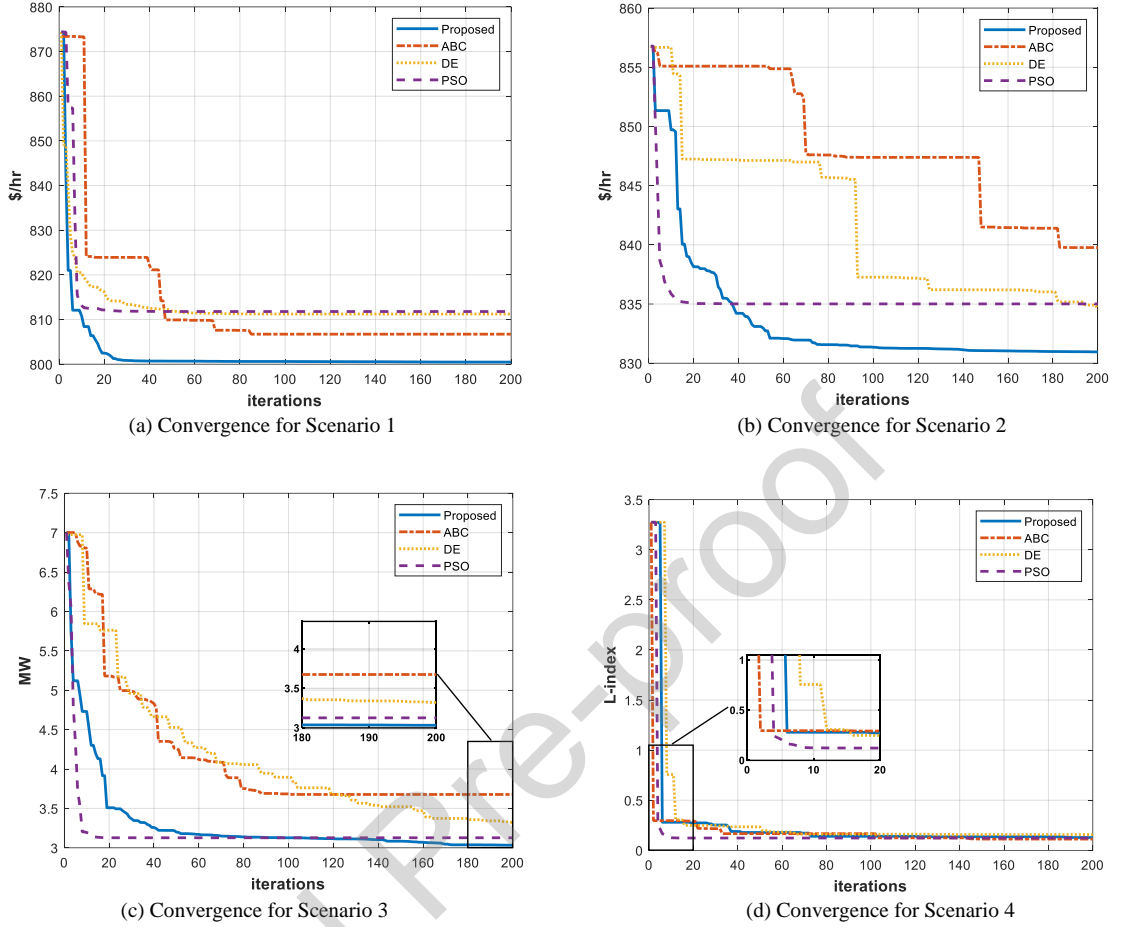 880
870
860
850
840
830
820
810
800
$/hr
0 20 40 60 80 100 120 140 160 180 200
iterations
Proposed
ABC
DE
PSO
(a) Convergence for Scenario 1
860
855
850
845
840
835
830
$/hr
0 20 40 60 80 100 120 140 160 180 200
iterations
Proposed
ABC
DE
PSO
(b) Convergence for Scenario 2
7.5
7
6.5
6
5.5
5
4.5
4
3.5
3
MW
0 20 40 60 80 100 120 140 160 180 200
iterations
Proposed
ABC
DE
PSO
4
3.5
3
180 190 200
(c) Convergence for Scenario 3
3.5
3
2.5
2
1.5
1
0.5
0
L-index
0 20 40 60 80 100 120 140 160 180 200
iterations
Proposed
ABC
DE
PSO
1
0.5
0
0 10 20
(d) Convergence for Scenario 4
Pre-proof